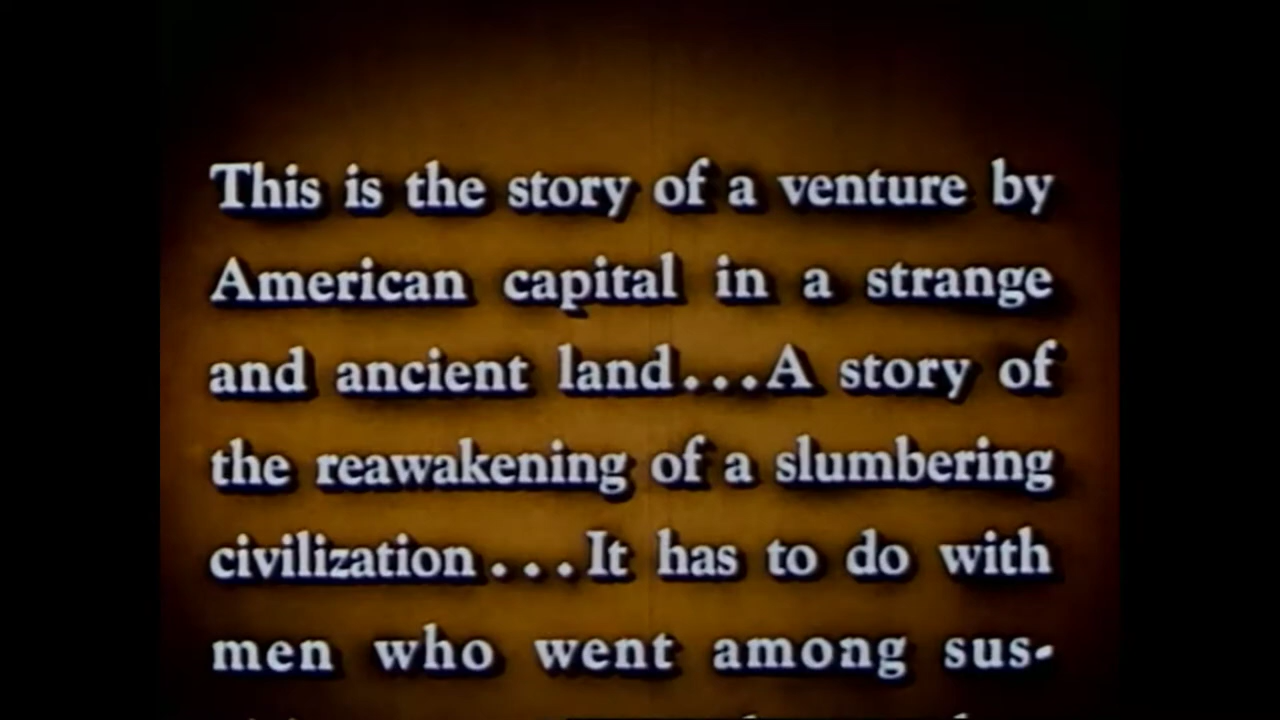 This is the story of a venture by
American capital in a strange
and ancient land...A story of
the reawakening of a slumbering
civilization...It has to do with
men who went among sus-